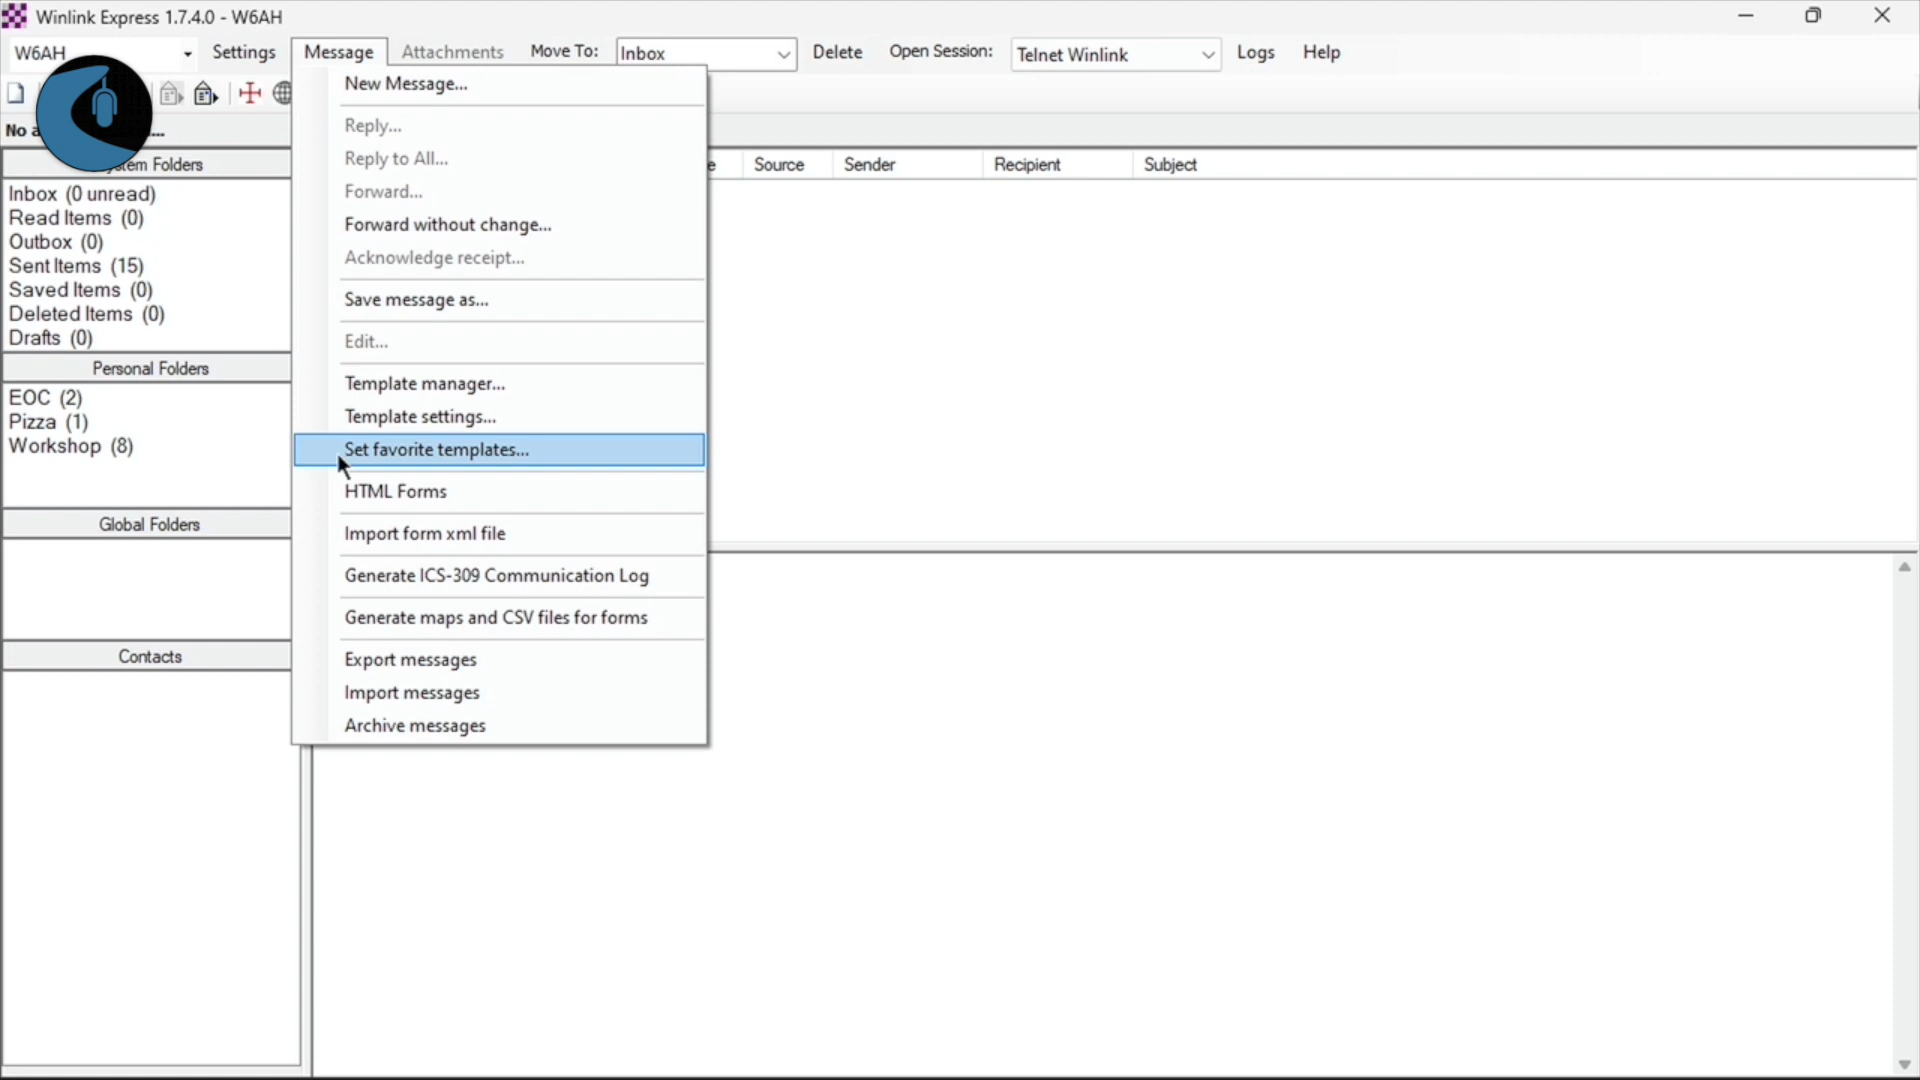 Winlink Express 1.7.4.0 - W6AH
W6AH Settings Message Attachments Move To: Inbox Delete Open Session: Telnet Winlink Logs Help
No a
...
New Message...
Reply...
Reply to All...
Forward...
Forward without change...
Acknowledge receipt...
Save message as...
Edit...
Template manager...
Template settings...
Set favorite templates...
HTML Forms
Import form xml file
Generate ICS-309 Communication Log
Generate maps and CSV files for forms
Export messages
Import messages
Archive messages
Source Sender Recipient Subject
tem Folders
Inbox (0 unread)
Read Items (0)
Outbox (0)
Sent Items (15)
Saved Items (0)
Deleted Items (0)
Drafts (0)
Personal Folders
EOC (2)
Pizza (1)
Workshop (8)
Global Folders
Contacts